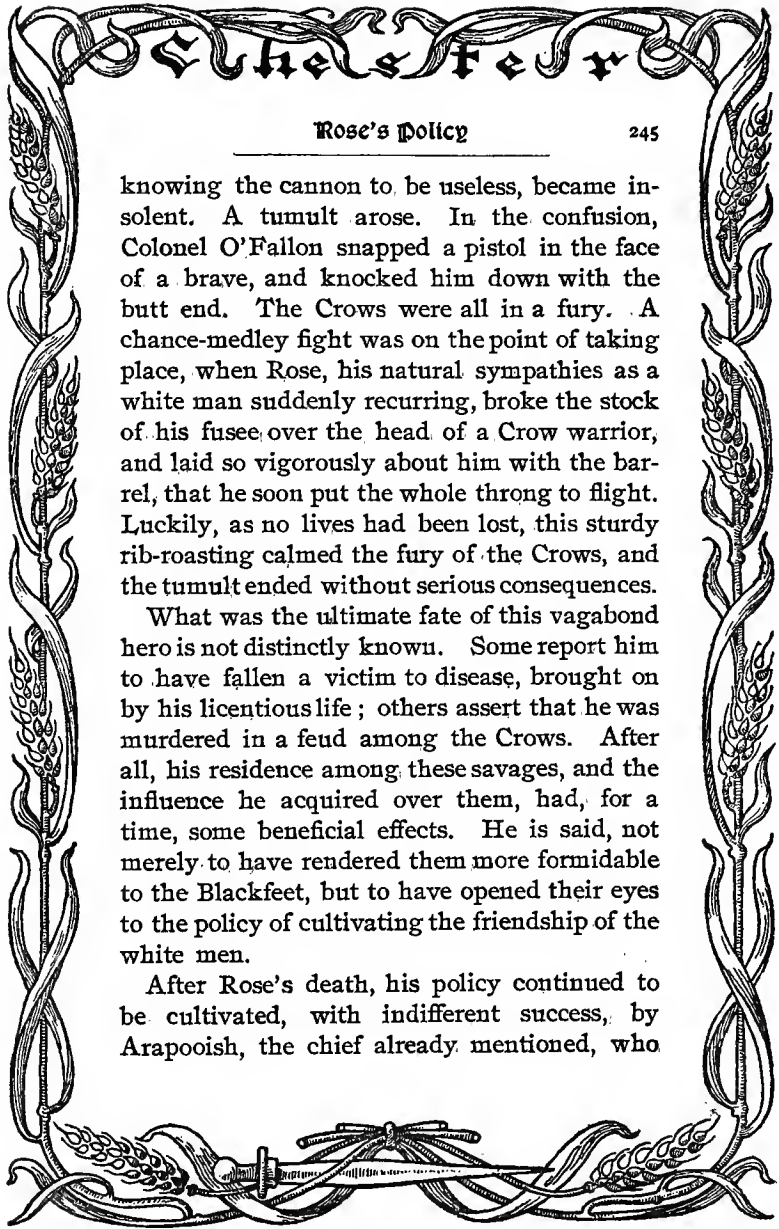 Chester
Rose's Policy 245
knowing the cannon to be useless, became in-
solent. A tumult arose. In the confusion,
Colonel O'Fallon snapped a pistol in the face
of a brave, and knocked him down with the
butt end. The Crows were all in a fury. A
chance-medley fight was on the point of taking
place, when Rose, his natural sympathies as a
white man suddenly recurring, broke the stock
of his fusee over the head of a Crow warrior,
and laid so vigorously about him with the bar-
rel, that he soon put the whole throng to flight.
Luckily, as no lives had been lost, this sturdy
rib-roasting calmed the fury of the Crows, and
the tumult ended without serious consequences.
What was the ultimate fate of this vagabond
hero is not distinctly known. Some report him
to have fallen a victim to disease, brought on
by his licentious life ; others assert that he was
murdered in a feud among the Crows. After
all, his residence among these savages, and the
influence he acquired over them, had, for a
time, some beneficial effects. He is said, not
merely to have rendered them more formidable
to the Blackfeet, but to have opened their eyes
to the policy of cultivating the friendship of the
white men.
After Rose's death, his policy continued to
be cultivated, with indifferent success, by
Arapooish, the chief already mentioned, who